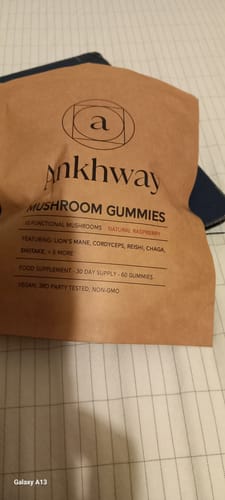 a
Ankhway
MUSHROOM GUMMIES
10 FUNCTIONAL MUSHROOMS NATURAL RASPBERRY
FEATURING: LION'S MANE, CORDYCEPS, REISHI, CHAGA,
SHIITAKE, + 5 MORE
FOOD SUPPLEMENT - 30 DAY SUPPLY - 60 GUMMIES
VEGAN, 3RD PARTY TESTED, NON-GMO
Galaxy A13